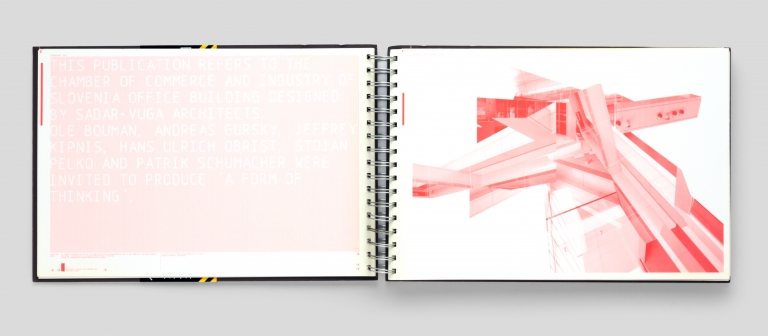 THIS PUBLICATION REFERS TO THE
CHAMBER OF COMMERCE AND INDUSTRY OF
SLOVENIA OFFICE BUILDING DESIGNED
BY SADAR+VUGA ARCHITECTS.
OLE BOUMAN, ANDREAS GURSKY, JEFFREY
KIPNIS, HANS ULRICH OBRIST, STOJAN
PELKO AND PATRIK SCHUMACHER WERE
INVITED TO PRODUCE 'A FORM OF
THINKING'.